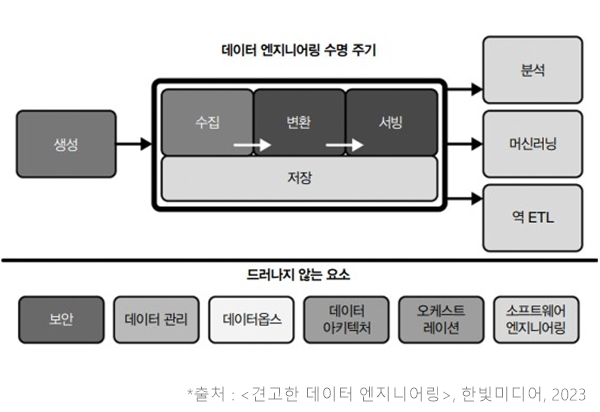 데이터 엔지니어링 수명 주기
생성
수집
변환
서빙
저장
분석
머신러닝
역 ETL
드러나지 않는 요소
보안
데이터 관리
데이터옵스
데이터
아키텍처
오케스트
레이션
소프트웨어
엔지니어링
*출처 : <견고한 데이터 엔지니어링>, 한빛미디어, 2023